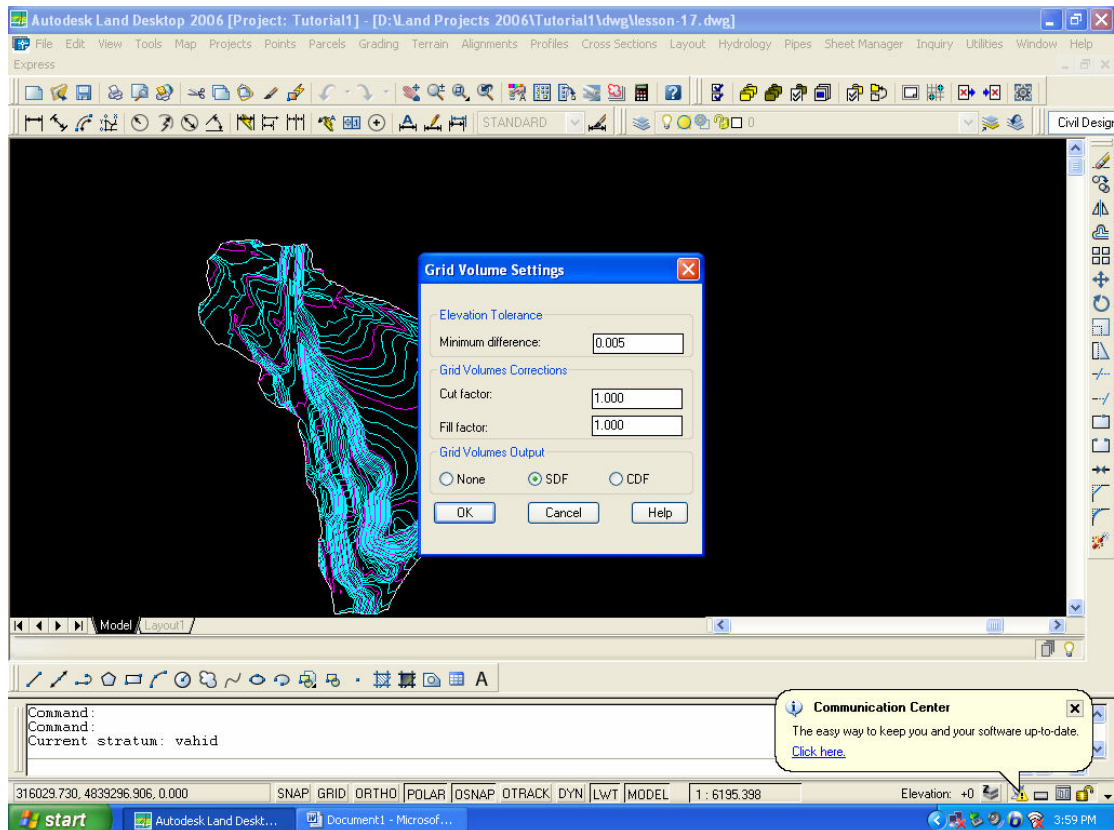 Autodesk Land Desktop 2006 [Project: Tutorial1] - [D:\Land Projects 2006\Tutorial1\dwg\lesson-17.dwg]
File Edit View Tools Map Projects Points Parcels Grading Terrain Alignments Profiles Cross Sections Layout Hydrology Pipes Sheet Manager Inquiry Utilities Window Help
Express
STANDARD 0 Civil Design
Grid Volume Settings
Elevation Tolerance
Minimum difference: 0.005
Grid Volumes Corrections
Cut factor: 1.000
Fill factor: 1.000
Grid Volumes Output
None SDF CDF
OK Cancel Help
Model Layout1
A
Command:
Command:
Current stratum: vahid
Communication Center
The easy way to keep you and your software up-to-date.
Click here.
316029.730, 4839296.906, 0.000 SNAP GRID ORTHO POLAR OSNAP OTRACK DYN LWT MODEL 1 : 6195.398 Elevation: +0
start Autodesk Land Deskt... Document1 - Microsof... 3:59 PM